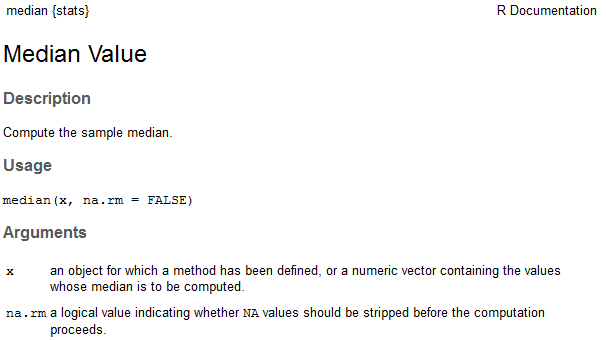 median {stats} R Documentation
Median Value
Description
Compute the sample median.
Usage
median(x, na.rm = FALSE)
Arguments
x an object for which a method has been defined, or a numeric vector containing the values
whose median is to be computed.
na.rm a logical value indicating whether NA values should be stripped before the computation
proceeds.